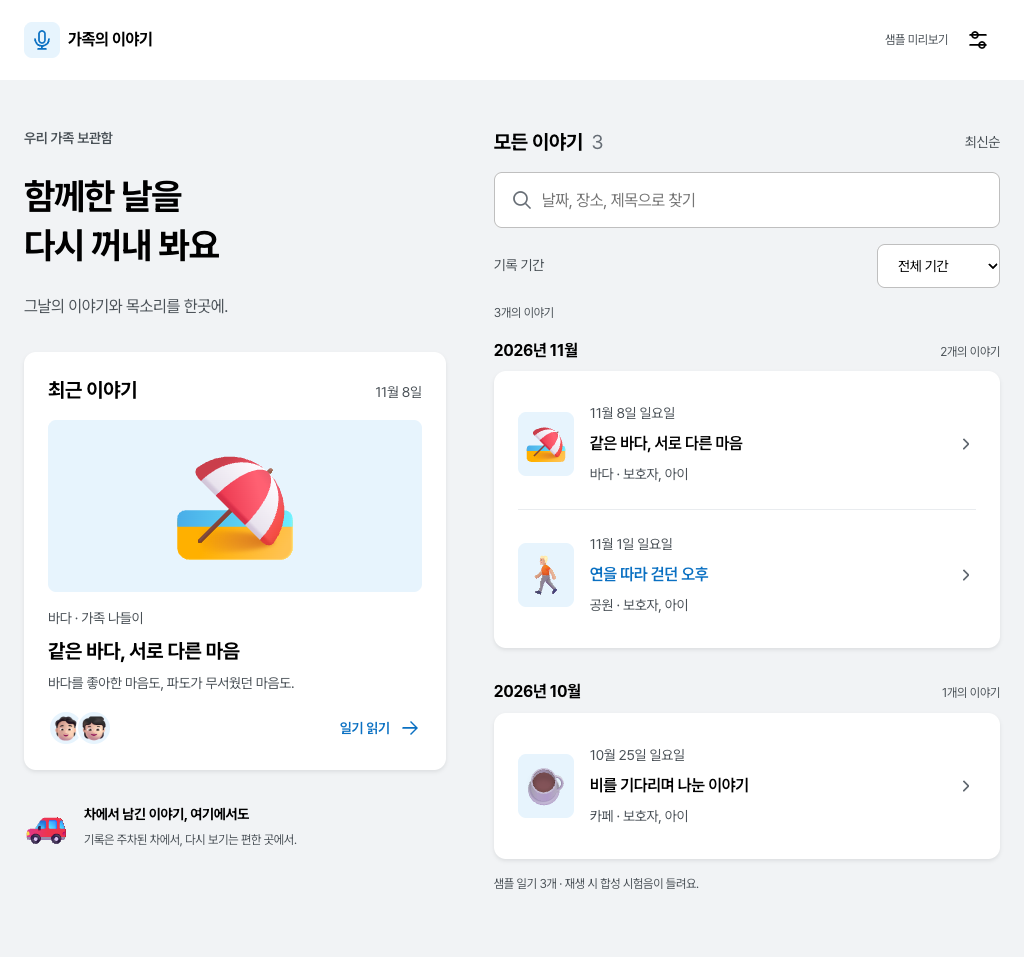 가족의 이야기
샘플 미리보기
우리 가족 보관함
함께한 날을
다시 꺼내 봐요
그날의 이야기와 목소리를 한곳에.
최근 이야기
11월 8일
바다 · 가족 나들이
같은 바다, 서로 다른 마음
바다를 좋아한 마음도, 파도가 무서웠던 마음도.
일기 읽기
차에서 남긴 이야기, 여기에서도
기록은 주차된 차에서, 다시 보기는 편한 곳에서.
모든 이야기 3
최신순
날짜, 장소, 제목으로 찾기
기록 기간
전체 기간
3개의 이야기
2026년 11월
2개의 이야기
11월 8일 일요일
같은 바다, 서로 다른 마음
바다 · 보호자, 아이
11월 1일 일요일
연을 따라 걷던 오후
공원 · 보호자, 아이
2026년 10월
1개의 이야기
10월 25일 일요일
비를 기다리며 나눈 이야기
카페 · 보호자, 아이
샘플 일기 3개 · 재생 시 합성 시험음이 들려요.